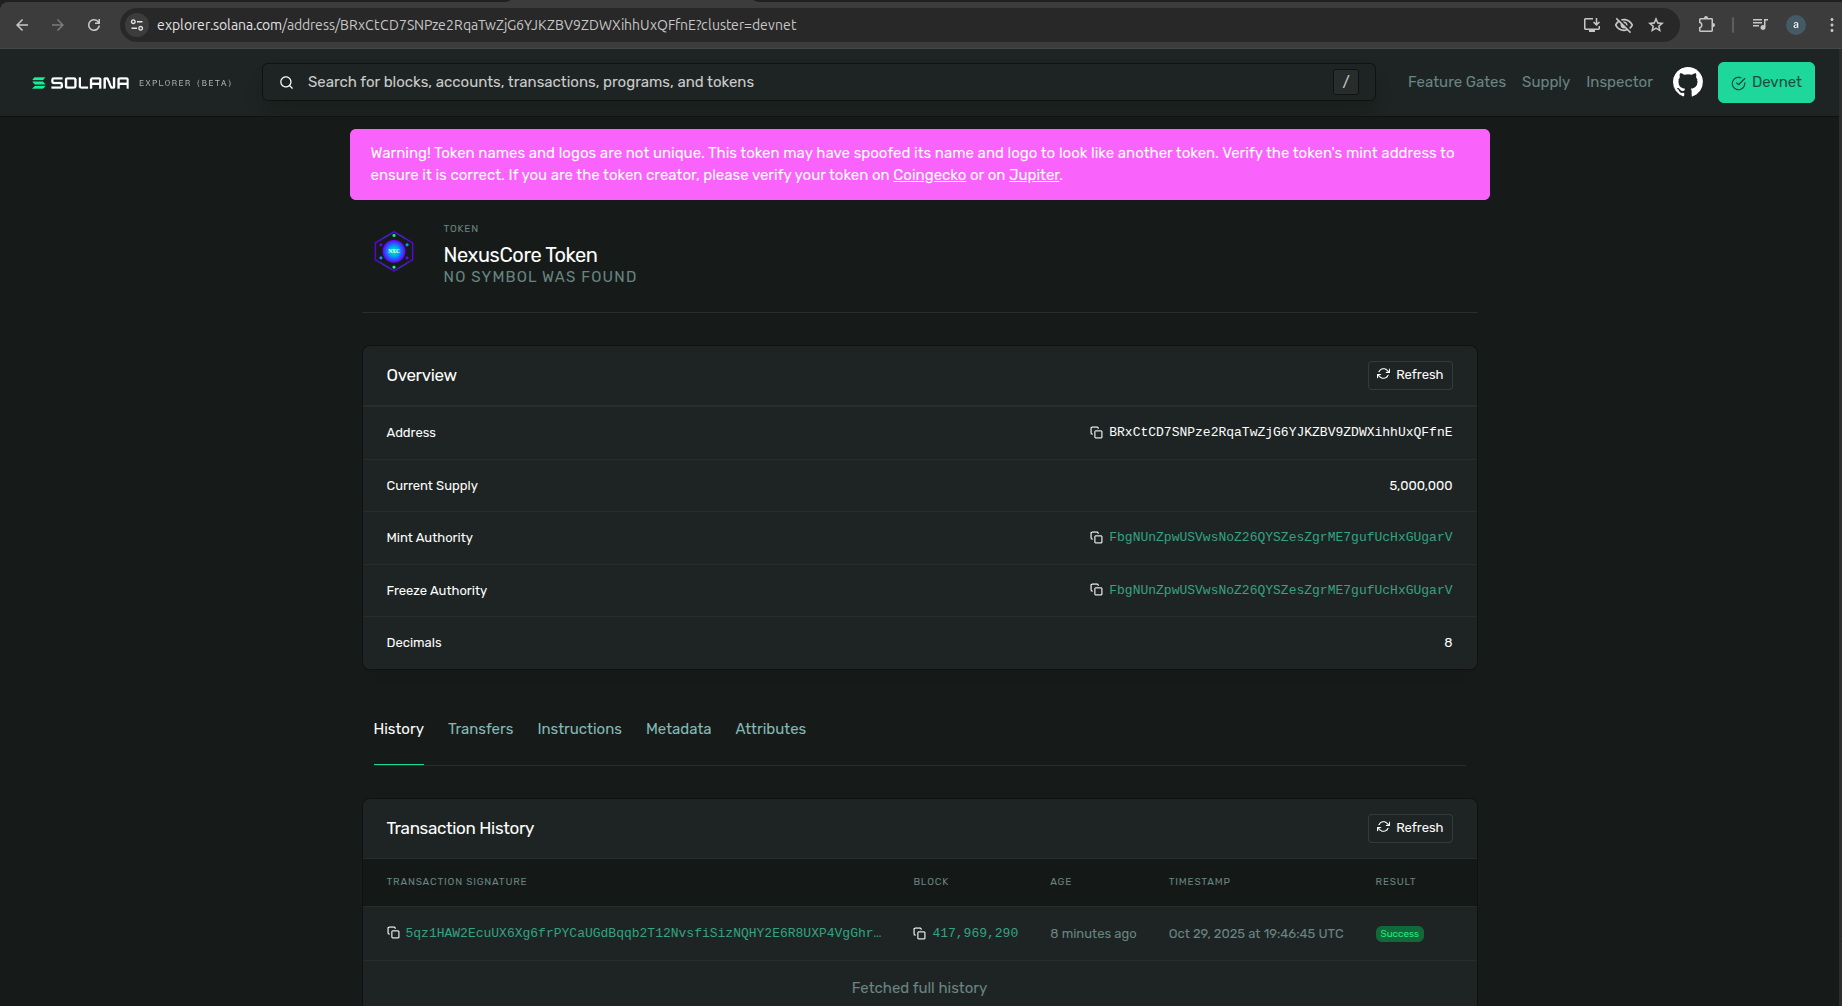 explorer.solana.com/address/BRxCtCD7SNPze2RqaTwZjG6YJKZBV9ZDWXihhUxQFfnE?cluster=devnet
a
SOLANA EXPLORER (BETA)
Search for blocks, accounts, transactions, programs, and tokens
/
Feature Gates
Supply
Inspector
Devnet
Warning! Token names and logos are not unique. This token may have spoofed its name and logo to look like another token. Verify the token's mint address to
ensure it is correct. If you are the token creator, please verify your token on Coingecko or on Jupiter.
NXC
TOKEN
NexusCore Token
NO SYMBOL WAS FOUND
Overview
Refresh
Address
BRxCtCD7SNPze2RqaTwZjG6YJKZBV9ZDWXihhUxQFfnE
Current Supply
5,000,000
Mint Authority
FbgNUnZpwUSVwsNoZ26QYSZesZgrME7gufUcHxGUgarV
Freeze Authority
FbgNUnZpwUSVwsNoZ26QYSZesZgrME7gufUcHxGUgarV
Decimals
8
History
Transfers
Instructions
Metadata
Attributes
Transaction History
Refresh
TRANSACTION SIGNATURE
BLOCK
AGE
TIMESTAMP
RESULT
5qz1HAW2EcuUX6Xg6frPYCaUGdBqqb2T12NvsfiSizNQHY2E6R8UXP4VgGhr…
417,969,290
8 minutes ago
Oct 29, 2025 at 19:46:45 UTC
Success
Fetched full history